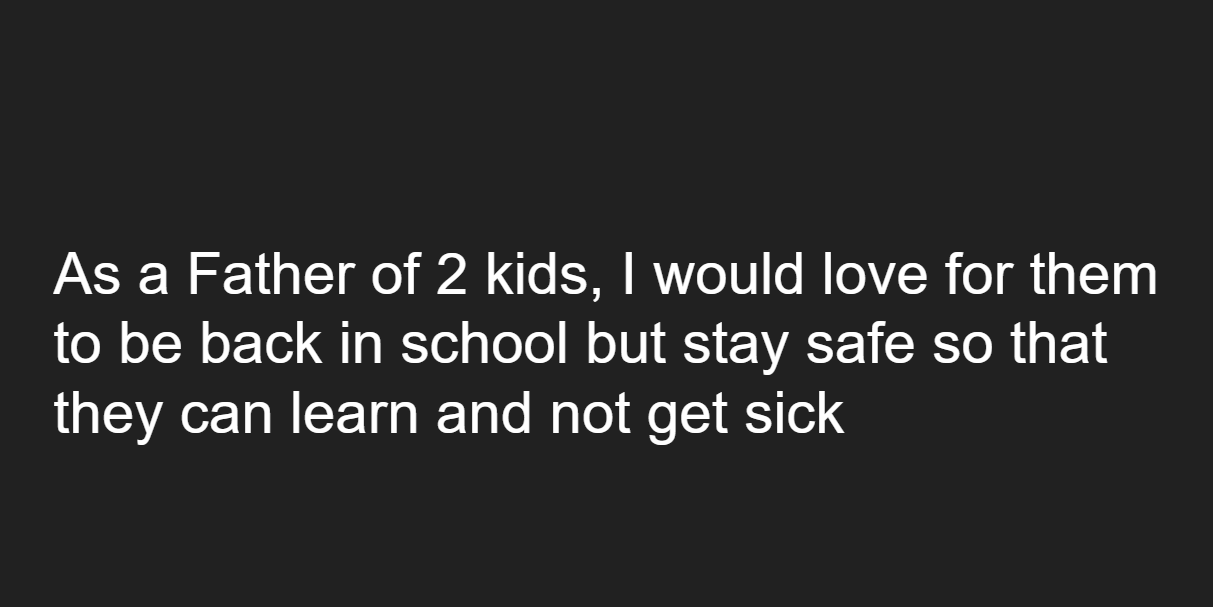 As a Father of 2 kids, I would love for them
to be back in school but stay safe so that
they can learn and not get sick